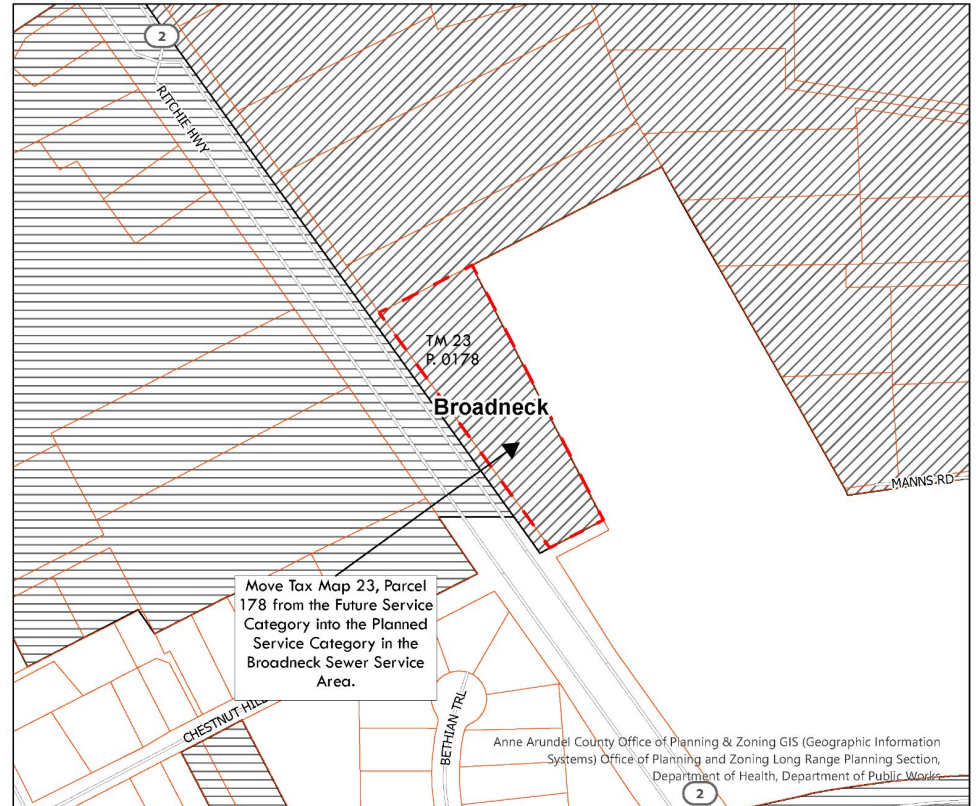 2
RITCHIE HWY
TM 23
P. 0178
Broadneck
MANNS RD
Move Tax Map 23, Parcel
178 from the Future Service
Category into the Planned
Service Category in the
Broadneck Sewer Service
Area.
CHESTNUT HILL
BETHIAN TRL
Anne Arundel County Office of Planning & Zoning GIS (Geographic Information
Systems) Office of Planning and Zoning Long Range Planning Section,
Department of Health, Department of Public Works
2